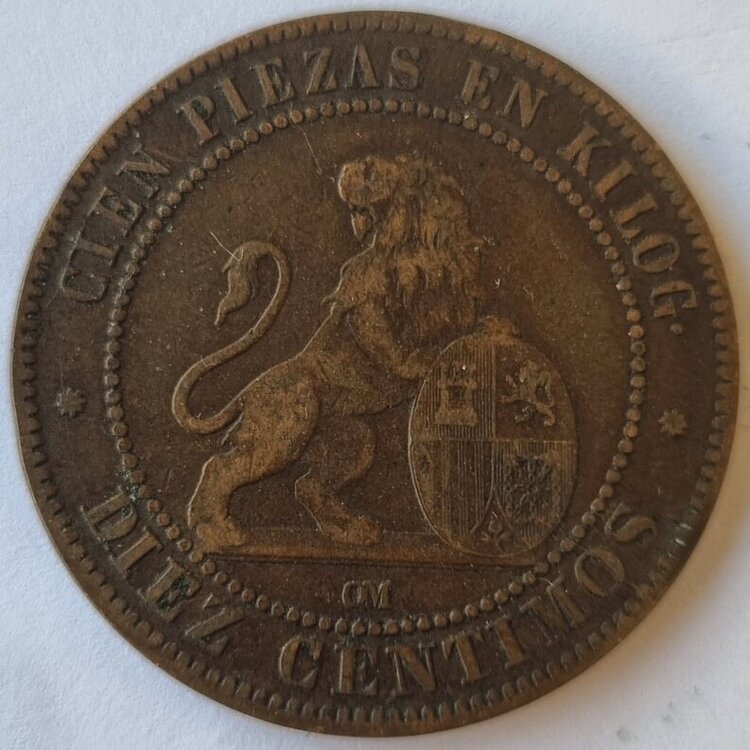 CIEN PIEZAS EN KILOG.
OM
DIEZ CENTIMOS